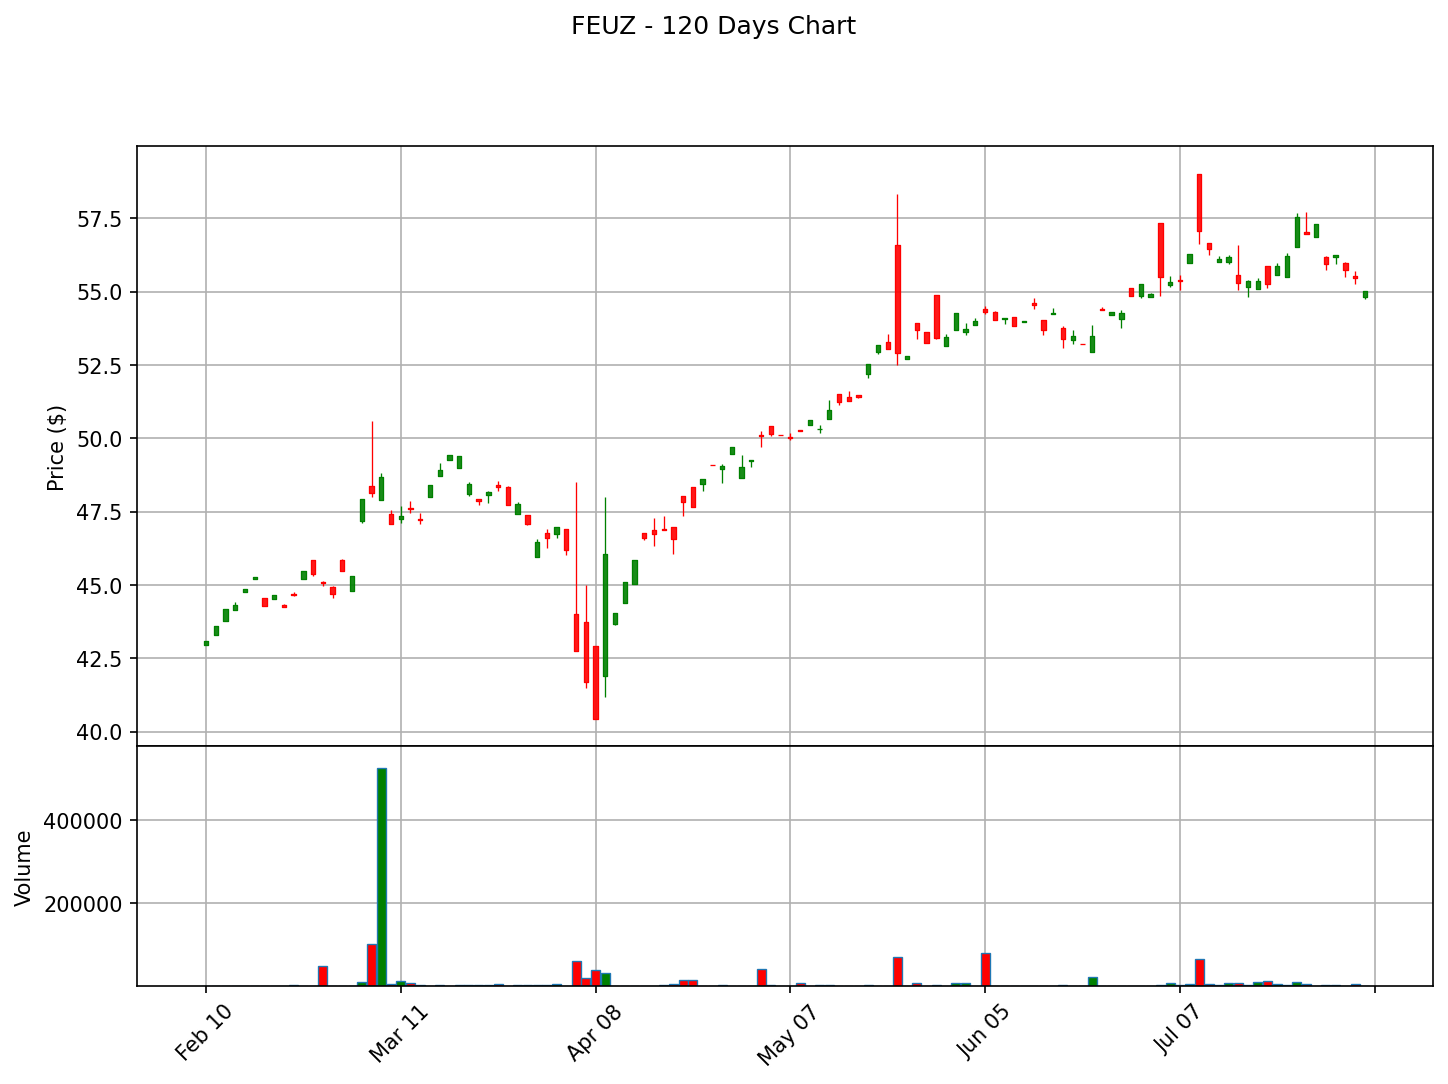 FEUZ - 120 Days Chart
Price ($)
57.5
55.0
52.5
50.0
47.5
45.0
42.5
40.0
Volume
400000
200000
Feb 10
Mar 11
Apr 08
May 07
Jun 05
Jul 07